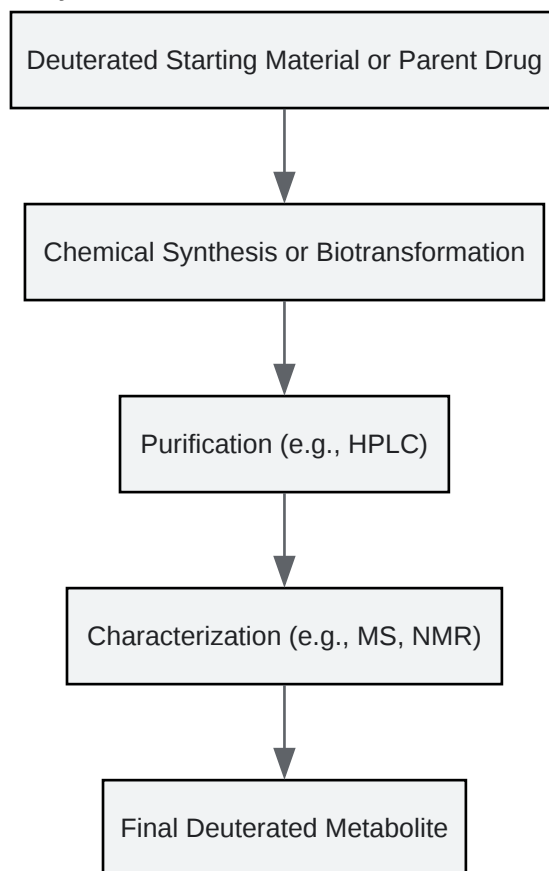 Deuterated Starting Material or Parent Drug
Chemical Synthesis or Biotransformation
Purification (e.g., HPLC)
Characterization (e.g., MS, NMR)
Final Deuterated Metabolite